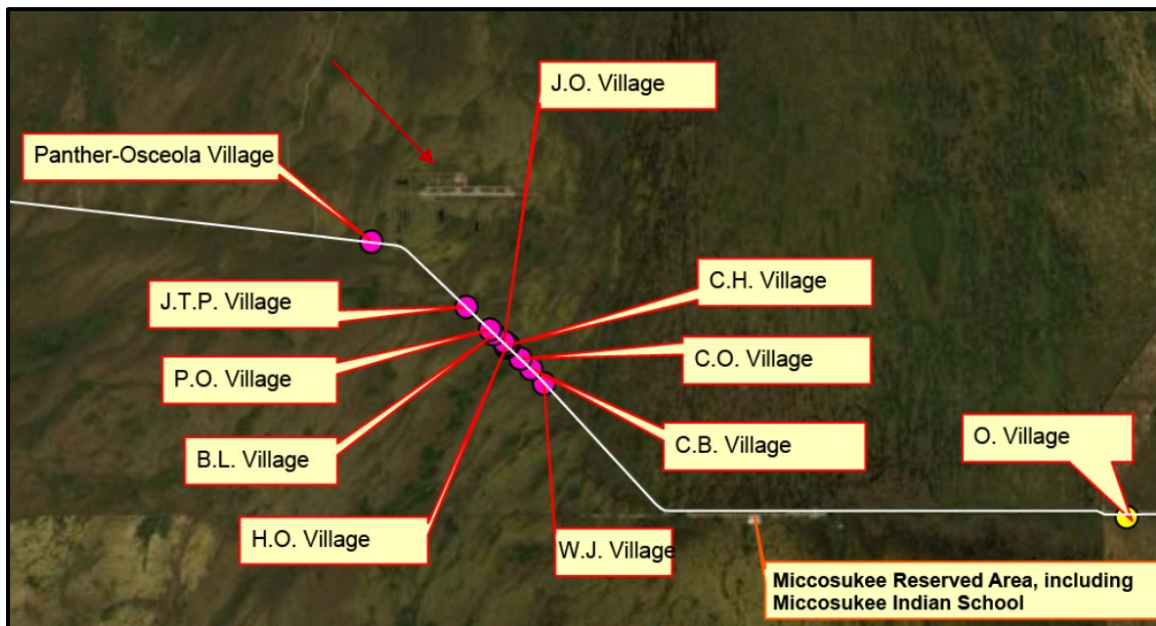 J.O. Village
Panther-Osceola Village
C.H. Village
J.T.P. Village
C.O. Village
P.O. Village
C.B. Village
O. Village
B.L. Village
H.O. Village
W.J. Village
Miccosukee Reserved Area, including
Miccosukee Indian School